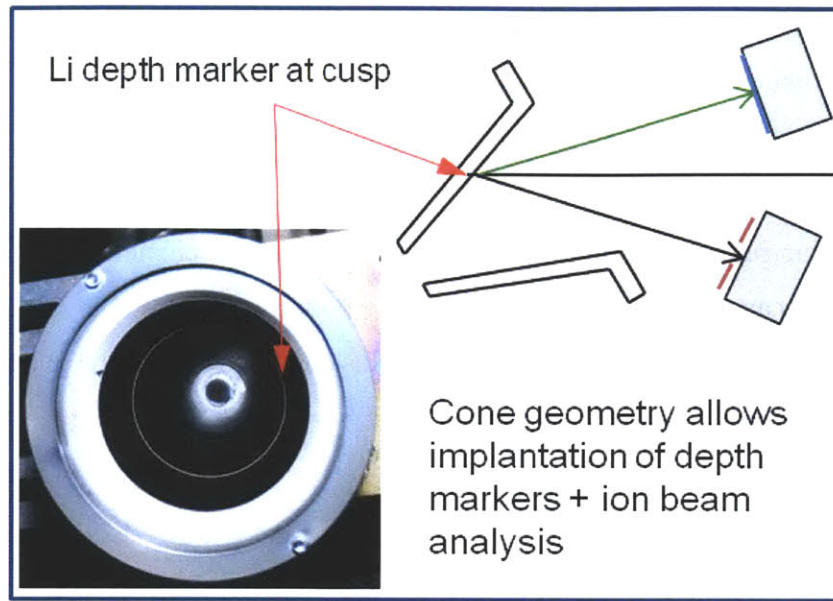 Li depth marker at cusp
Cone geometry allows
implantation of depth
markers + ion beam
analysis